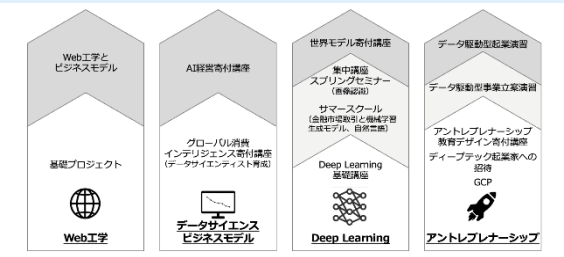 Web工学と
ビジネスモデル
基礎プロジェクト
Web工学
AI経営寄付講座
グローバル消費
インテリジェンス寄付講座
(データサイエンティスト育成)
データサイエンス
ビジネスモデル
世界モデル寄付講座
集中講座
スプリングセミナー
(画像認識)
サマースクール
(金融市場取引と機械学習
生成モデル、自然言語)
Deep Learning
基礎講座
Deep Learning
データ駆動型起業演習
データ駆動型事業立案演習
アントレプレナーシップ
教育デザイン寄付講座
ディープテック起業家への
招待
GCP
アントレプレナーシップ